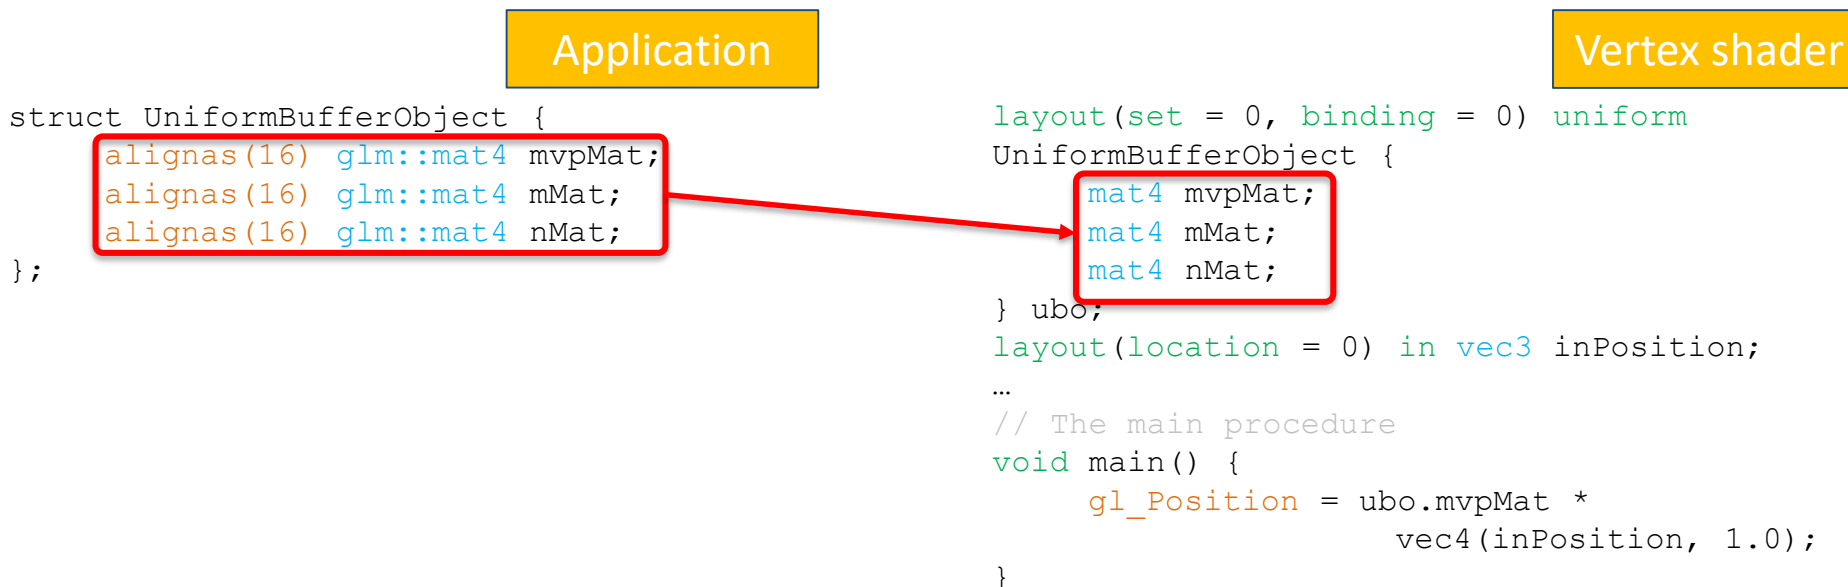 Application
struct UniformBufferObject {
alignas(16) glm::mat4 mvpMat;
alignas(16) glm::mat4 mMat;
alignas(16) glm::mat4 nMat;
};
Vertex shader
layout(set = 0, binding = 0) uniform
UniformBufferObject {
mat4 mvpMat;
mat4 mMat;
mat4 nMat;
} ubo;
layout(location = 0) in vec3 inPosition;
…
// The main procedure
void main() {
gl_Position = ubo.mvpMat *
vec4(inPosition, 1.0);
}